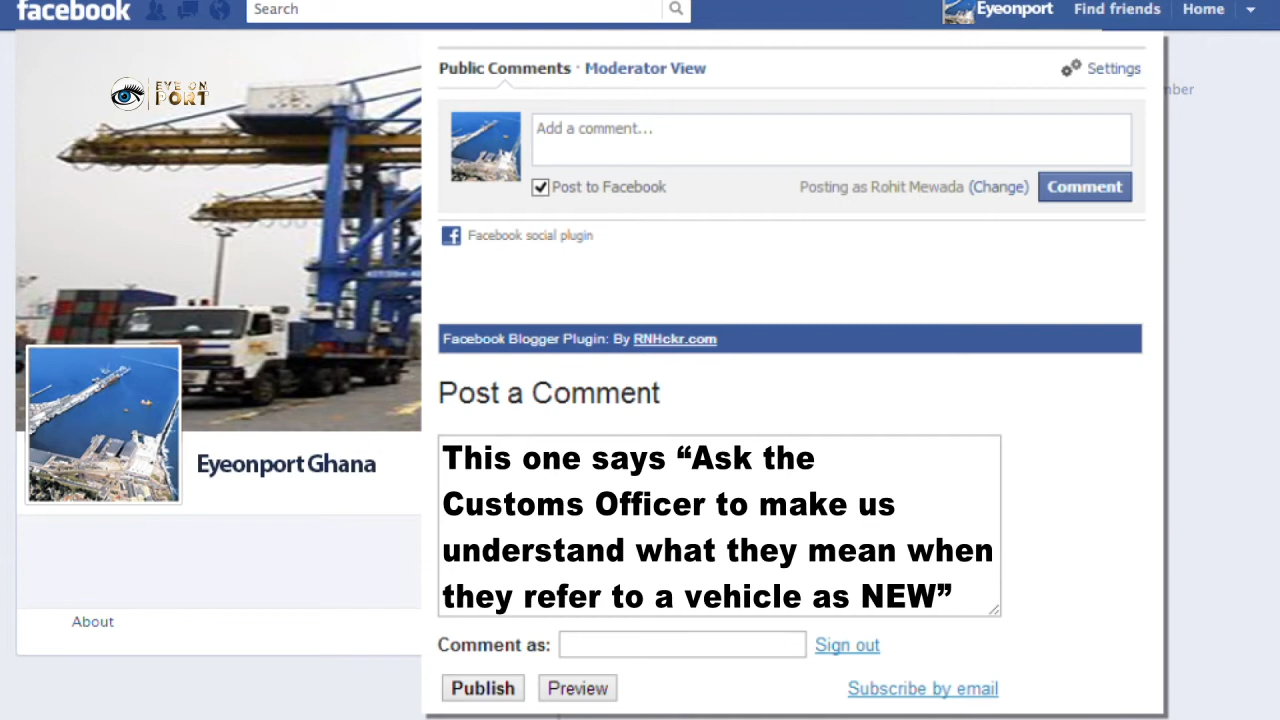 facebook
Search
Eyeonport
Find friends
Home
Public Comments · Moderator View
Settings
EYE ON
PORT
Add a comment...
Post to Facebook
Posting as Rohit Mewada (Change)
Comment
Facebook social plugin
Facebook Blogger Plugin: By RNHckr.com
Post a Comment
This one says “Ask the
Customs Officer to make us
understand what they mean when
they refer to a vehicle as NEW”
Eyeonport Ghana
About
Comment as:
Sign out
Publish
Preview
Subscribe by email